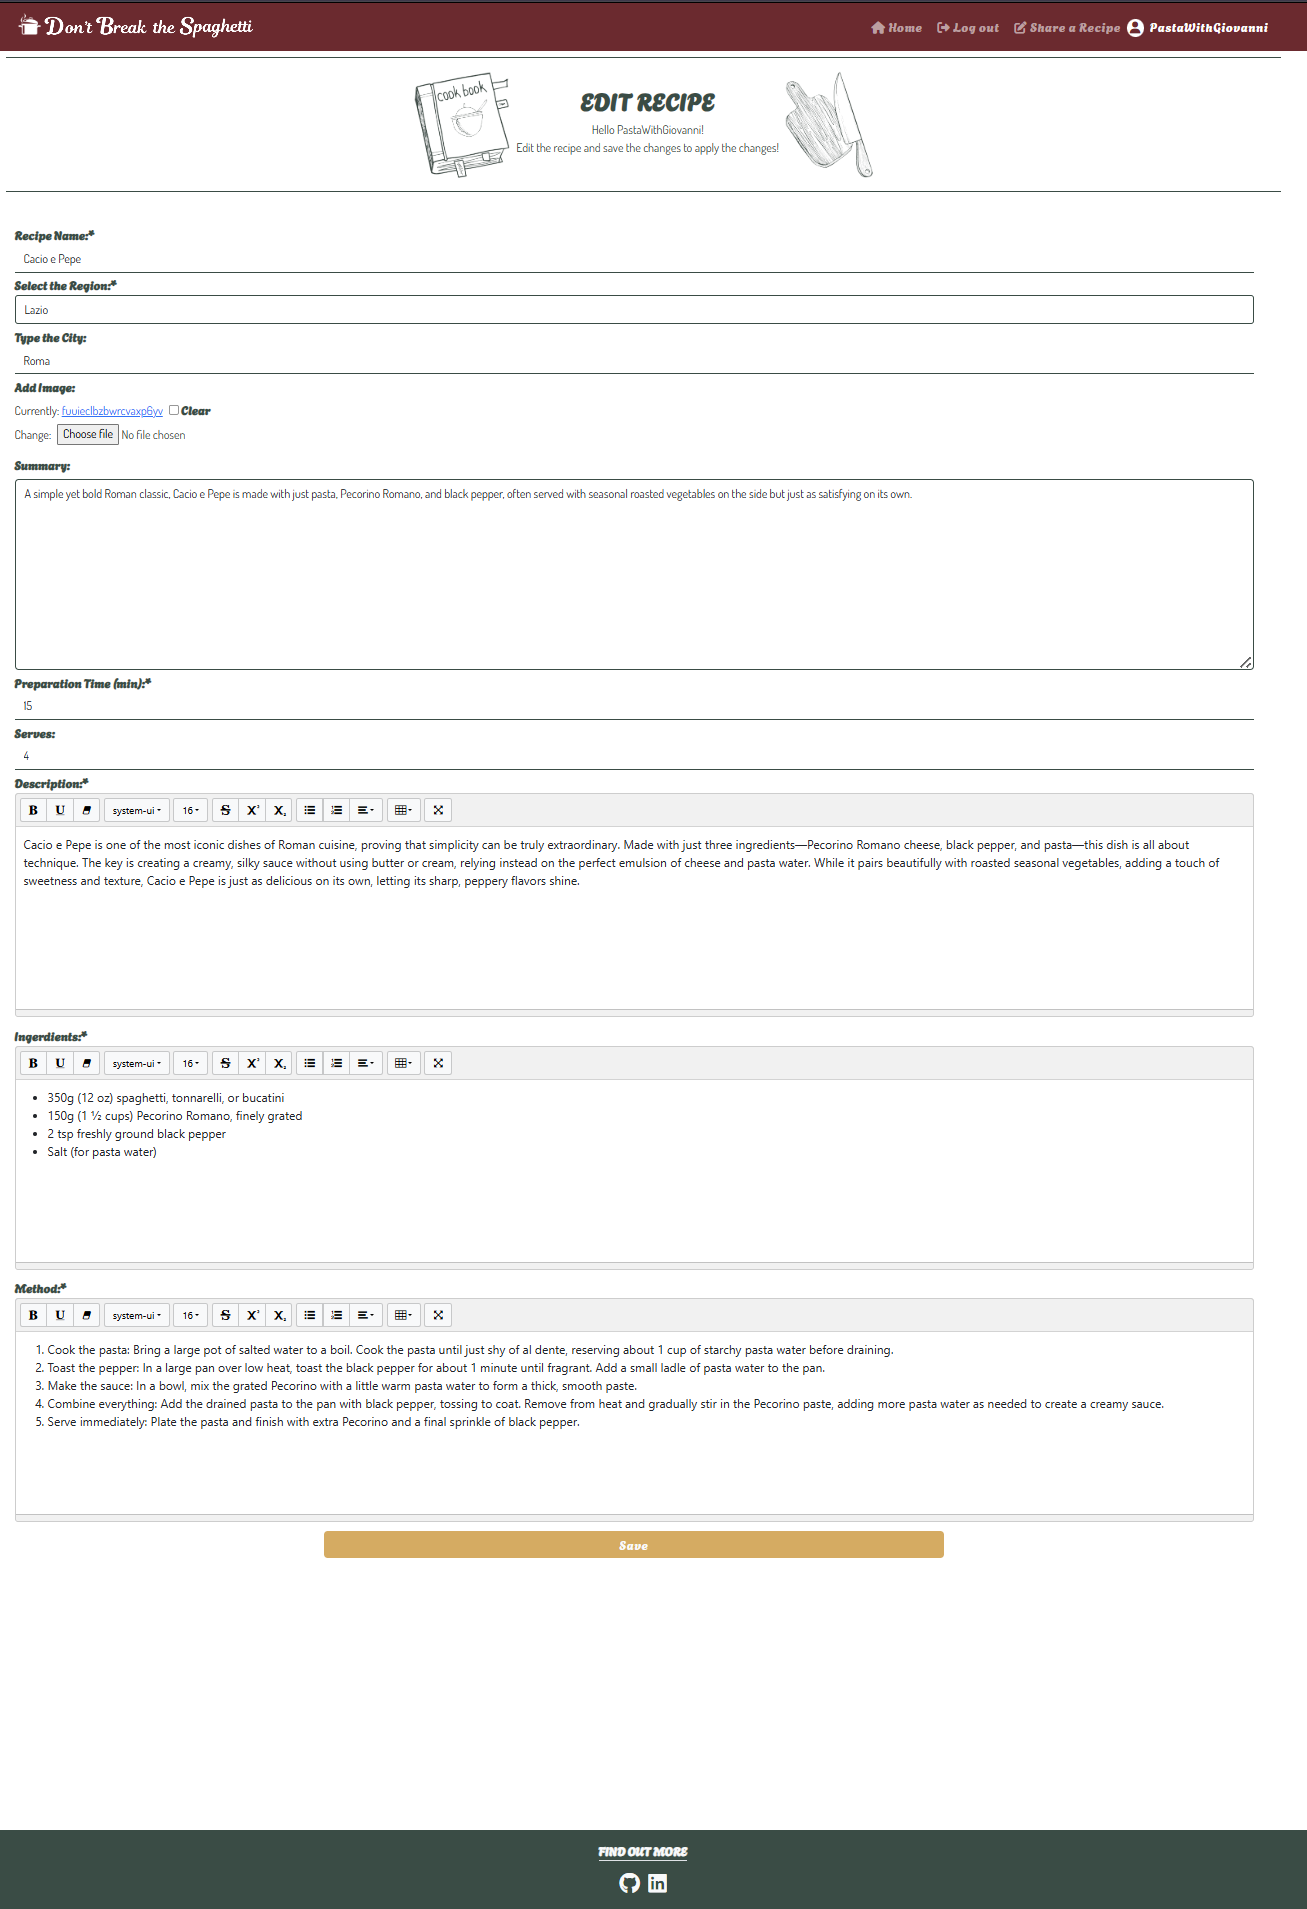 Don't Break the Spaghetti
Home Log out Share a Recipe PastaWithGiovanni
cook book
EDIT RECIPE
Hello PastaWithGiovanni!
Edit the recipe and save the changes to apply the changes!
Recipe Name:*
Cacio e Pepe
Select the Region:*
Lazio
Type the City:
Roma
Add Image:
Currently: fuuieclbzbwrcvaxp6yv Clear
Change: Choose file No file chosen
Summary:
A simple yet bold Roman classic, Cacio e Pepe is made with just pasta, Pecorino Romano, and black pepper, often served with seasonal roasted vegetables on the side but just as satisfying on its own.
Preparation Time (min):*
15
Serves:
4
Description:*
B U system-ui 16 S X² X₂
Cacio e Pepe is one of the most iconic dishes of Roman cuisine, proving that simplicity can be truly extraordinary. Made with just three ingredients—Pecorino Romano cheese, black pepper, and pasta—this dish is all about
technique. The key is creating a creamy, silky sauce without using butter or cream, relying instead on the perfect emulsion of cheese and pasta water. While it pairs beautifully with roasted seasonal vegetables, adding a touch of
sweetness and texture, Cacio e Pepe is just as delicious on its own, letting its sharp, peppery flavors shine.
Ingerdients:*
B U system-ui 16 S X² X₂
• 350g (12 oz) spaghetti, tonnarelli, or bucatini
• 150g (1 ½ cups) Pecorino Romano, finely grated
• 2 tsp freshly ground black pepper
• Salt (for pasta water)
Method:*
B U system-ui 16 S X² X₂
1. Cook the pasta: Bring a large pot of salted water to a boil. Cook the pasta until just shy of al dente, reserving about 1 cup of starchy pasta water before draining.
2. Toast the pepper: In a large pan over low heat, toast the black pepper for about 1 minute until fragrant. Add a small ladle of pasta water to the pan.
3. Make the sauce: In a bowl, mix the grated Pecorino with a little warm pasta water to form a thick, smooth paste.
4. Combine everything: Add the drained pasta to the pan with black pepper, tossing to coat. Remove from heat and gradually stir in the Pecorino paste, adding more pasta water as needed to create a creamy sauce.
5. Serve immediately: Plate the pasta and finish with extra Pecorino and a final sprinkle of black pepper.
Save
FIND OUT MORE